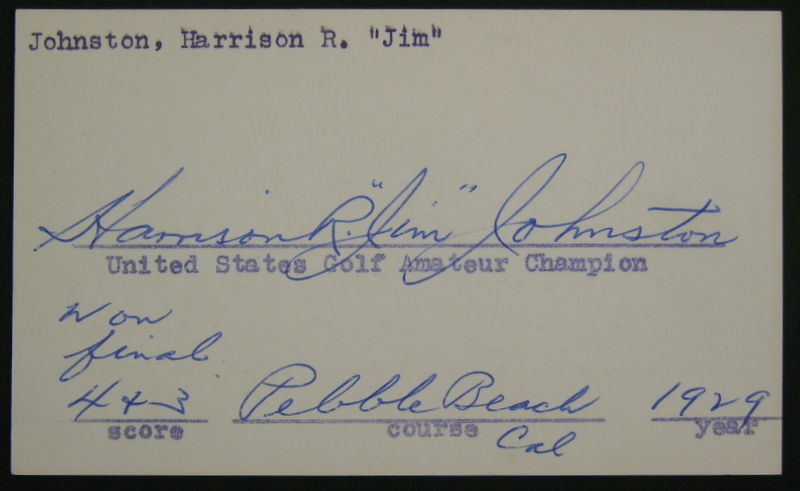 Johnston, Harrison R. "Jim"
Harrison R. "Jim" Johnston
United States Golf Amateur Champion
won
final
4+3 Pebble Beach 1929
score course year
Cal